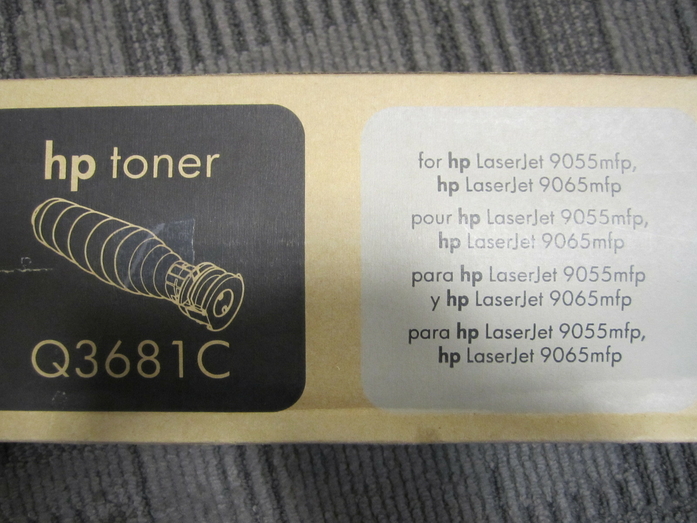 hp toner
Q3681C
for hp LaserJet 9055mfp,
hp LaserJet 9065mfp
pour hp LaserJet 9055mfp,
hp LaserJet 9065mfp
para hp LaserJet 9055mfp
y hp LaserJet 9065mfp
para hp LaserJet 9055mfp,
hp LaserJet 9065mfp